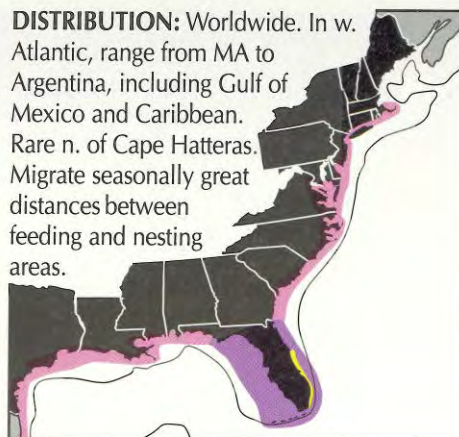 DISTRIBUTION: Worldwide. In w.
Atlantic, range from MA to
Argentina, including Gulf of
Mexico and Caribbean.
Rare n. of Cape Hatteras.
Migrate seasonally great
distances between
feeding and nesting
areas.